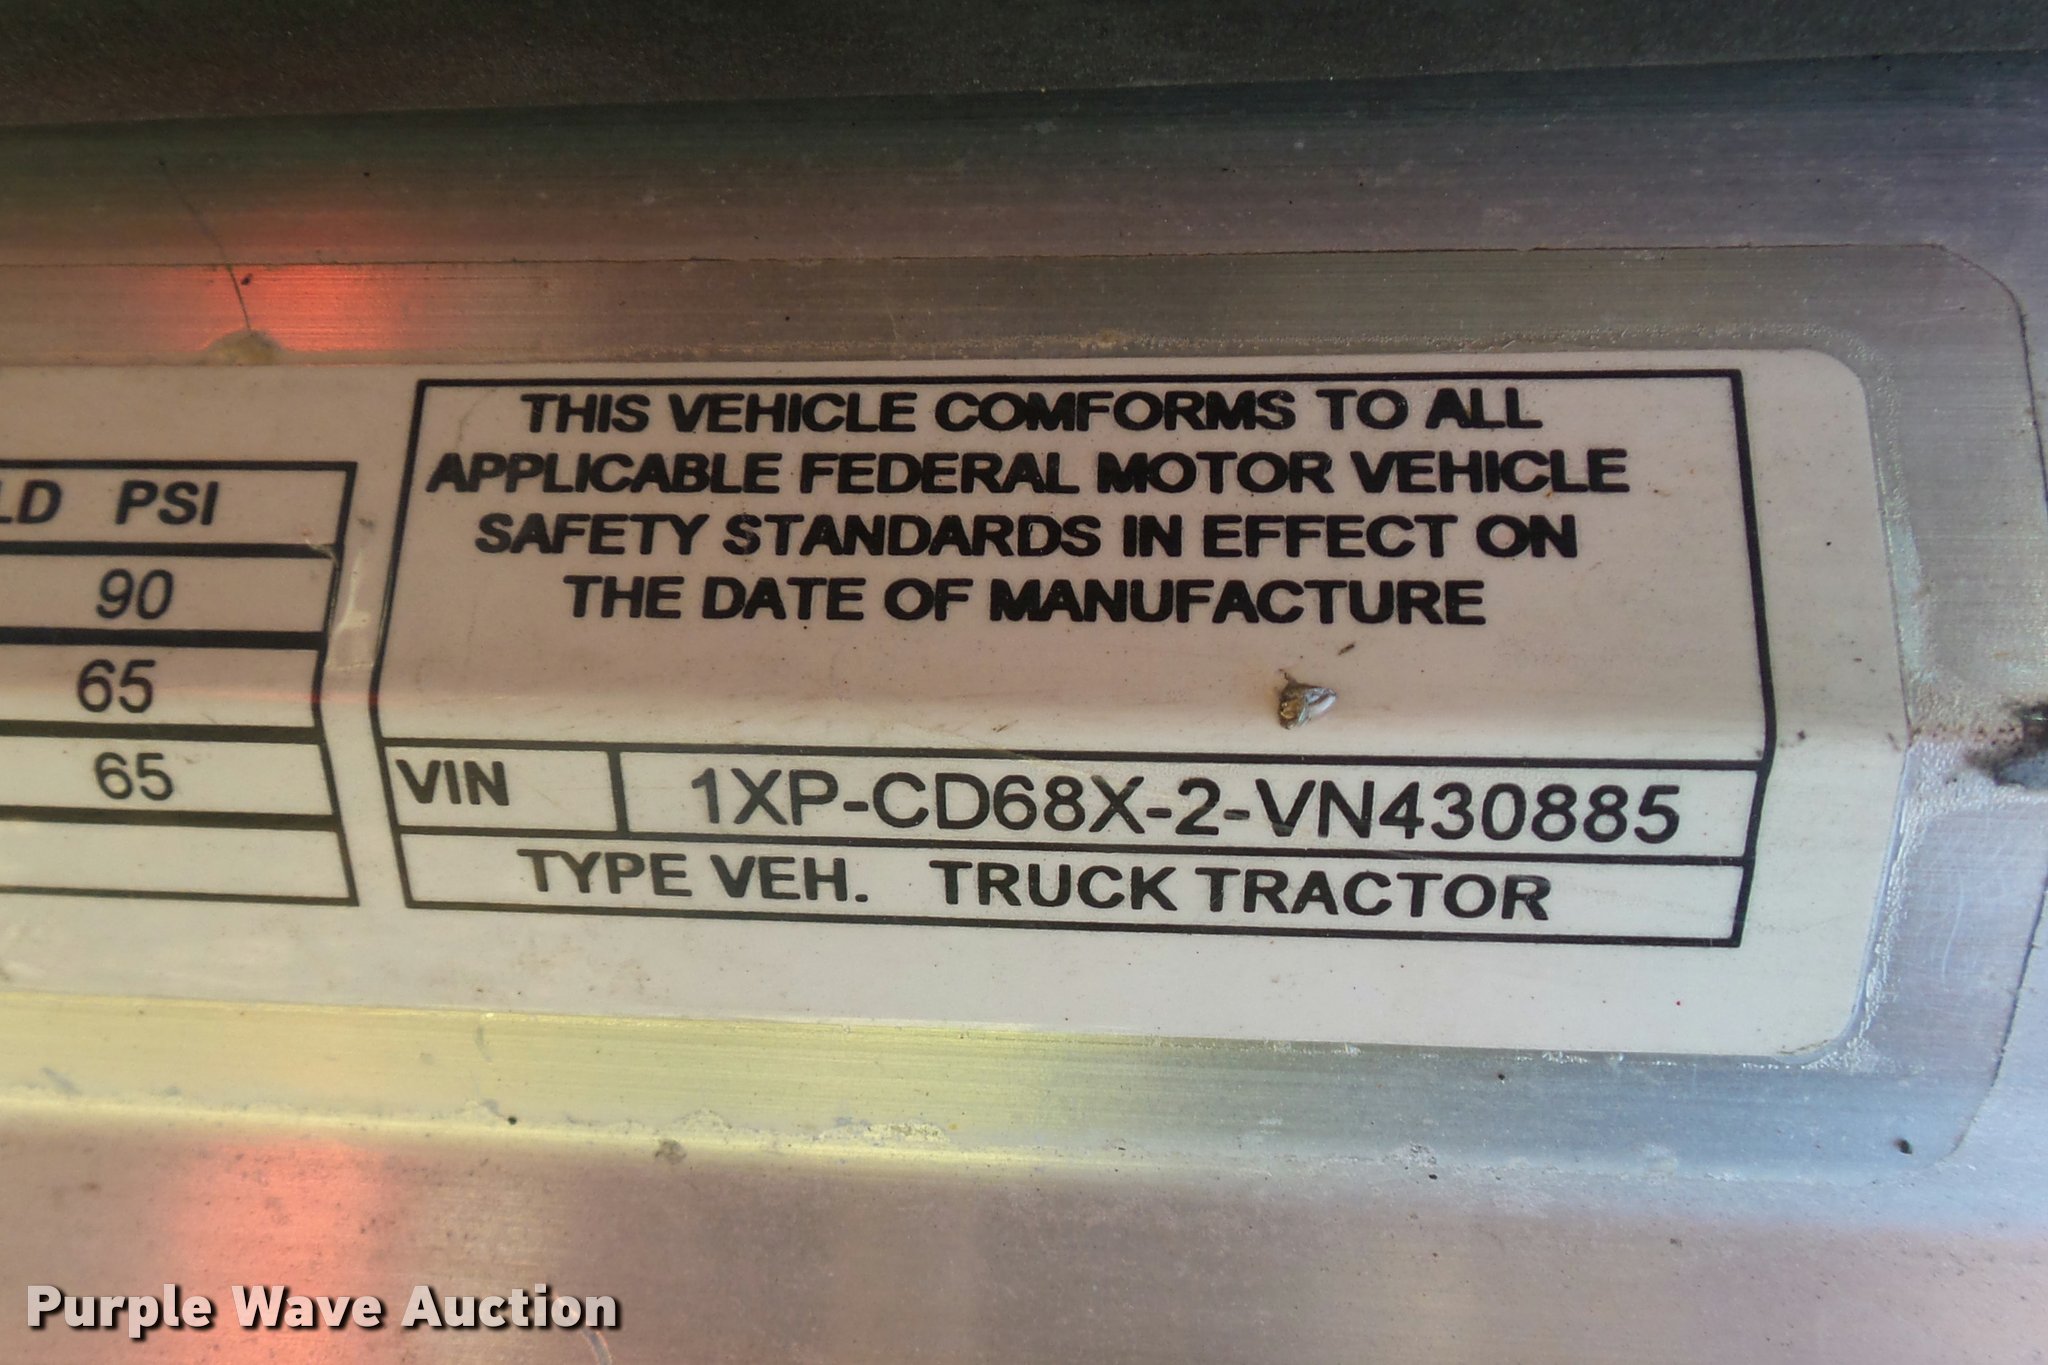 LD PSI
90
65
65
THIS VEHICLE COMFORMS TO ALL
APPLICABLE FEDERAL MOTOR VEHICLE
SAFETY STANDARDS IN EFFECT ON
THE DATE OF MANUFACTURE
VIN 1XP-CD68X-2-VN430885
TYPE VEH. TRUCK TRACTOR
Purple Wave Auction